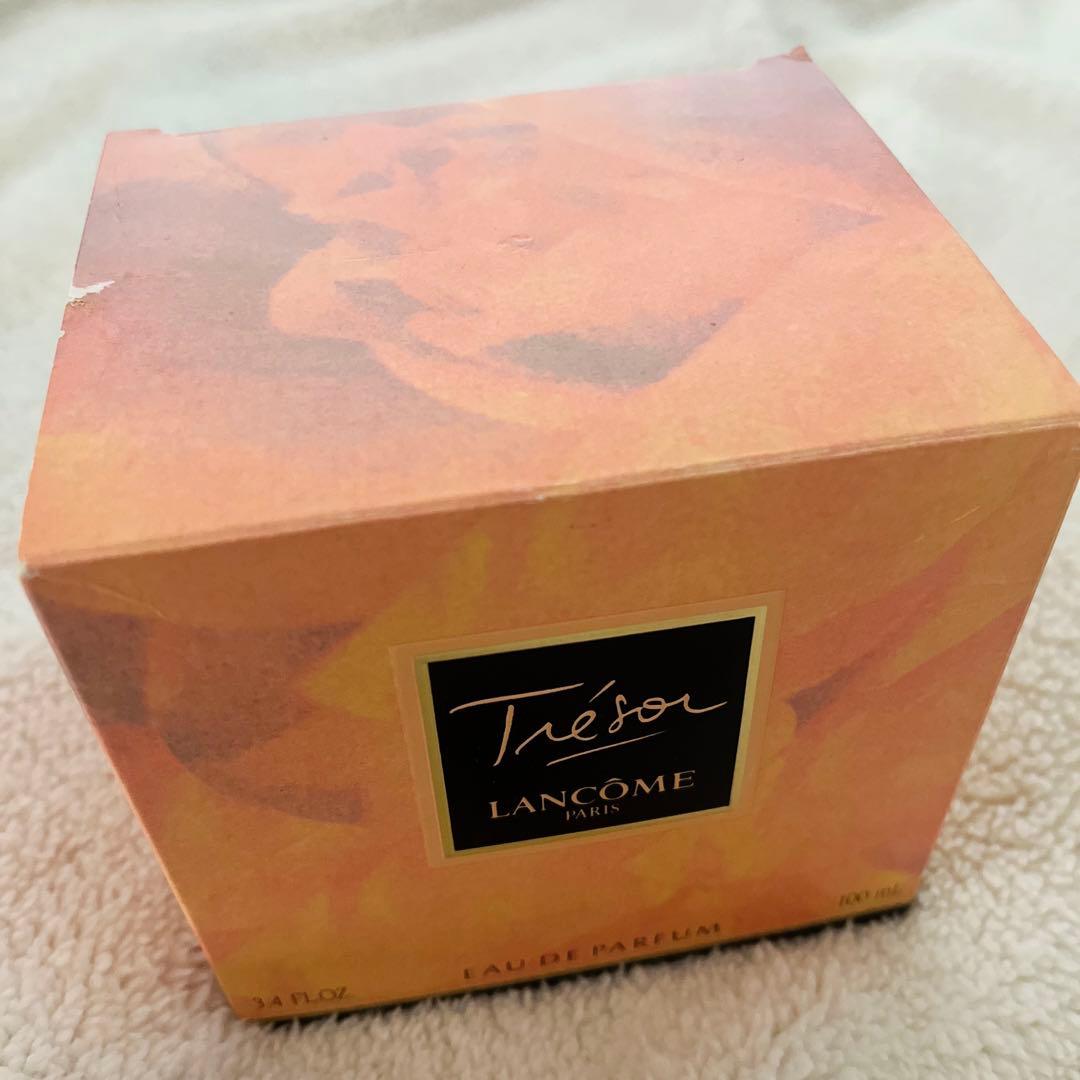 Trésor
LANCÔME
PARIS
100 mL
EAU DE PARFUM
3.4 FL.OZ.